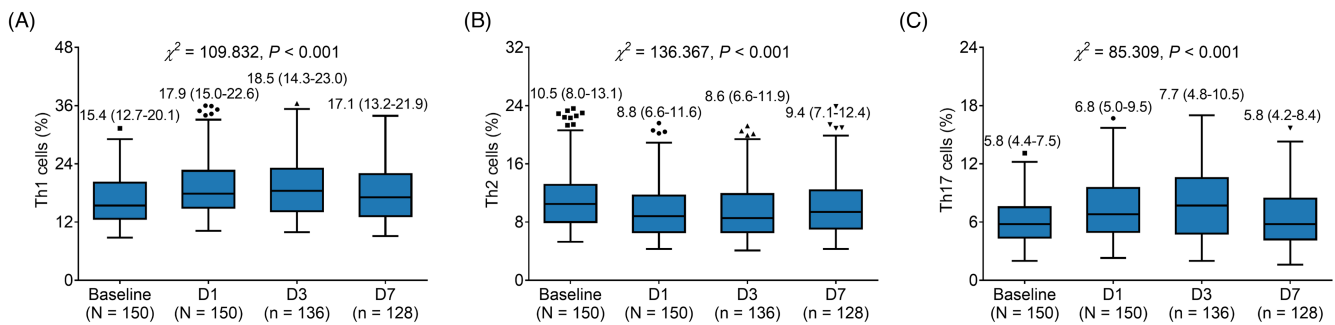 (A)
χ² = 109.832, P < 0.001
Th1 cells (%)
48
36
24
12
0
15.4 (12.7-20.1)
17.9 (15.0-22.6)
18.5 (14.3-23.0)
17.1 (13.2-21.9)
Baseline
(N = 150)
D1
(N = 150)
D3
(n = 136)
D7
(n = 128)
(B)
χ² = 136.367, P < 0.001
Th2 cells (%)
32
24
16
8
0
10.5 (8.0-13.1)
8.8 (6.6-11.6)
8.6 (6.6-11.9)
9.4 (7.1-12.4)
Baseline
(N = 150)
D1
(N = 150)
D3
(n = 136)
D7
(n = 128)
(C)
χ² = 85.309, P < 0.001
Th17 cells (%)
24
18
12
6
0
5.8 (4.4-7.5)
6.8 (5.0-9.5)
7.7 (4.8-10.5)
5.8 (4.2-8.4)
Baseline
(N = 150)
D1
(N = 150)
D3
(n = 136)
D7
(n = 128)